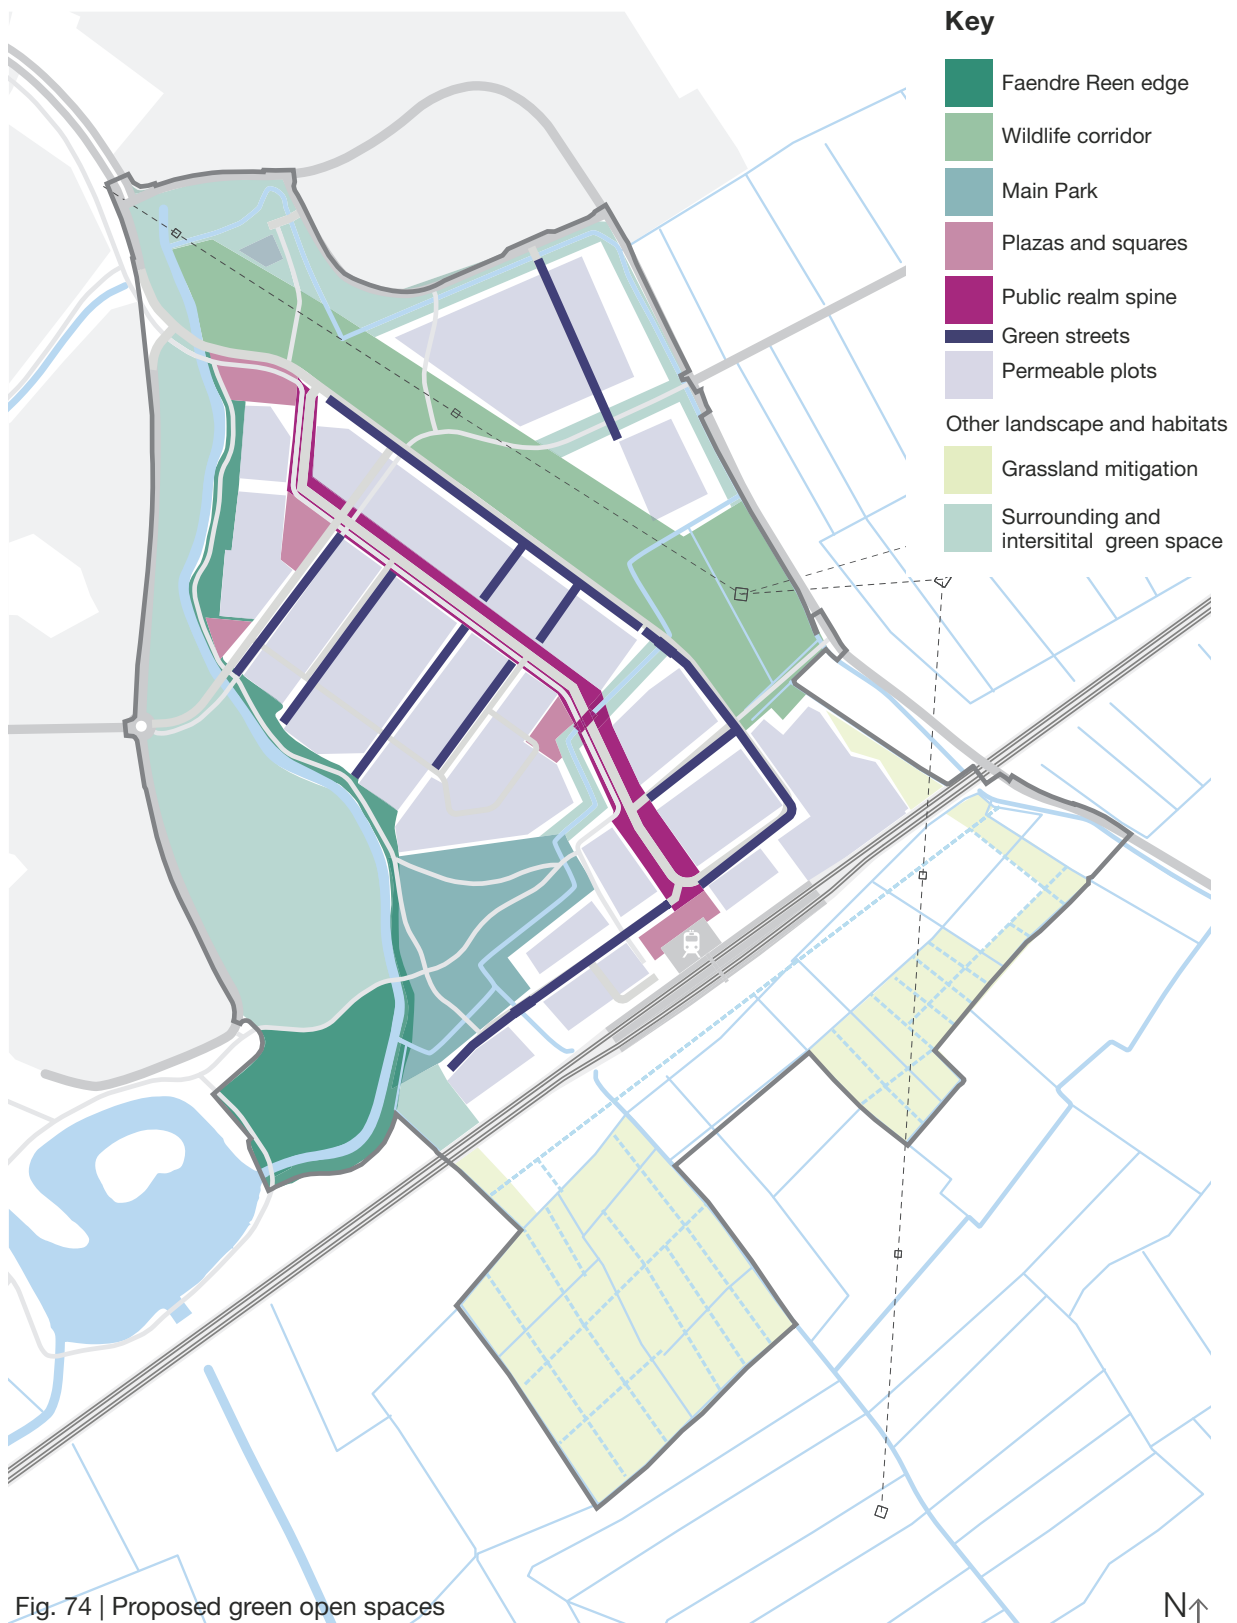 Key
Faendre Reen edge
Wildlife corridor
Main Park
Plazas and squares
Public realm spine
Green streets
Permeable plots
Other landscape and habitats
Grassland mitigation
Surrounding and
intersitital green space
Fig. 74 | Proposed green open spaces
N↑